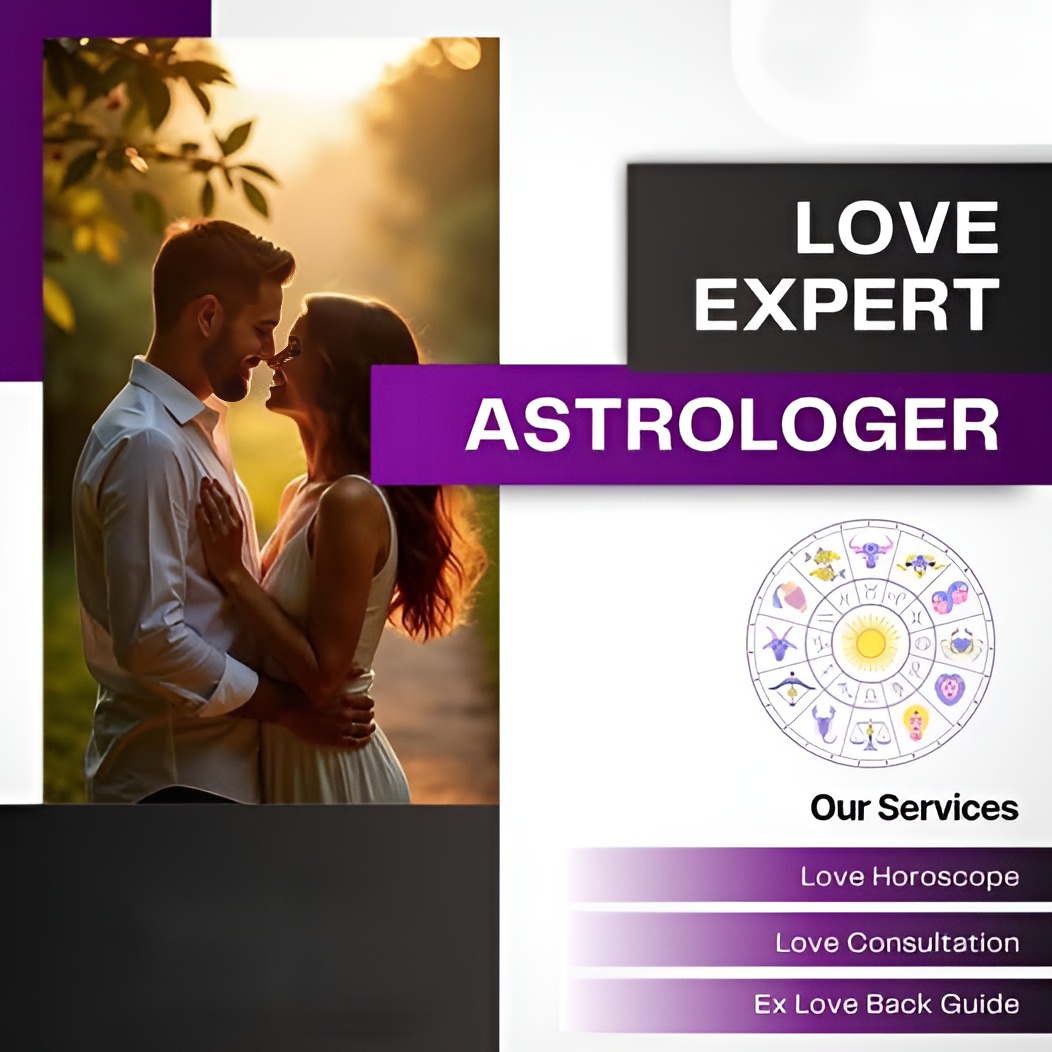 LOVE
EXPERT
ASTROLOGER
Our Services
Love Horoscope
Love Consultation
Ex Love Back Guide